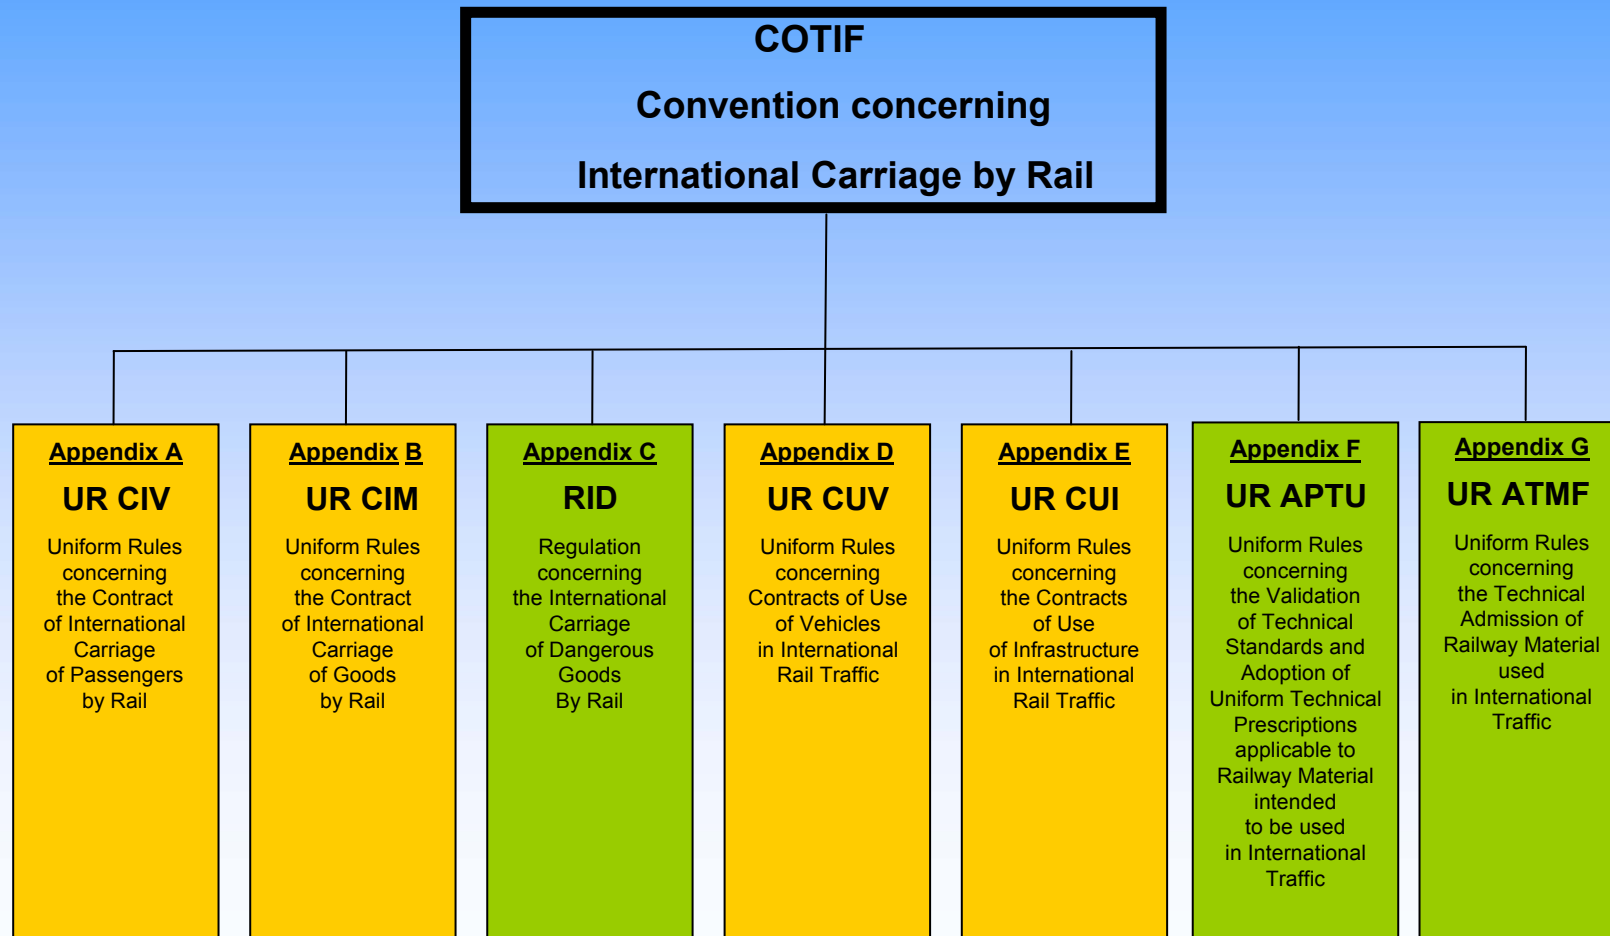 COTIF
Convention concerning
International Carriage by Rail
Appendix A
UR CIV
Uniform Rules
concerning
the Contract
of International
Carriage
of Passengers
by Rail
Appendix B
UR CIM
Uniform Rules
concerning
the Contract
of International
Carriage
of Goods
by Rail
Appendix C
RID
Regulation
concerning
the International
Carriage
of Dangerous
Goods
By Rail
Appendix D
UR CUV
Uniform Rules
concerning
Contracts of Use
of Vehicles
in International
Rail Traffic
Appendix E
UR CUI
Uniform Rules
concerning
the Contracts
of Use
of Infrastructure
in International
Rail Traffic
Appendix F
UR APTU
Uniform Rules
concerning
the Validation
of Technical
Standards and
Adoption of
Uniform Technical
Prescriptions
applicable to
Railway Material
intended
to be used
in International
Traffic
Appendix G
UR ATMF
Uniform Rules
concerning
the Technical
Admission of
Railway Material
used
in International
Traffic